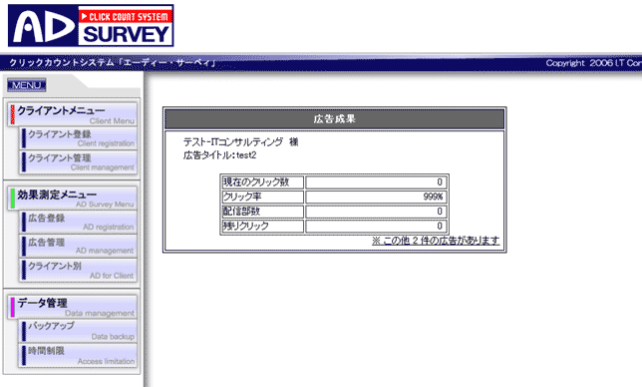 AD
CLICK COUNT SYSTEM
SURVEY
クリックカウントシステム「エーディー・サーベィ」
Copyright 2006 I.T Cor
MENU
クライアントメニュー
Client Menu
クライアント登録
Client registration
クライアント管理
Client management
効果測定メニュー
AD Survey Menu
広告登録
AD registration
広告管理
AD management
クライアント別
AD for Client
データ管理
Data management
バックアップ
Data backup
時間制限
Access limitation
広告成果
テスト-ITコンサルティング 様
広告タイトル:test2
現在のクリック数 0
クリック率 999%
配信部数 0
残りクリック 0
※ この他 2 件の広告があります